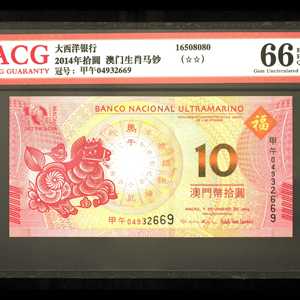 ACG
NG GUARANTY
大西洋银行
2014年拾圆 澳门生肖马钞
冠号：甲午04932669
16508080
(☆☆)
66
Gem Uncirculated
BANCO NACIONAL ULTRAMARINO
馬
午
福
10
澳門幣拾圓
甲午04932669
甲午04932669